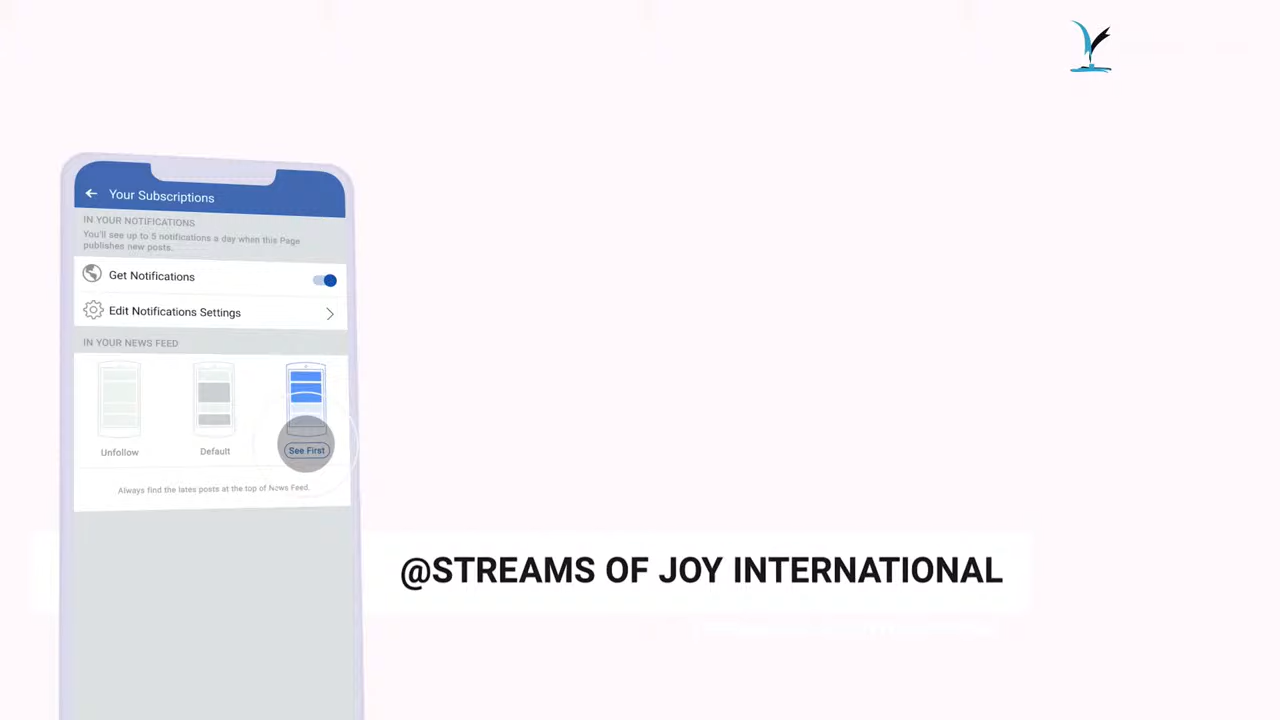 Your Subscriptions
IN YOUR NOTIFICATIONS
You'll see up to 5 notifications a day when this Page
publishes new posts.
Get Notifications
Edit Notifications Settings
IN YOUR NEWS FEED
Unfollow
Default
See First
Always find the lates posts at the top of News Feed.
@STREAMS OF JOY INTERNATIONAL